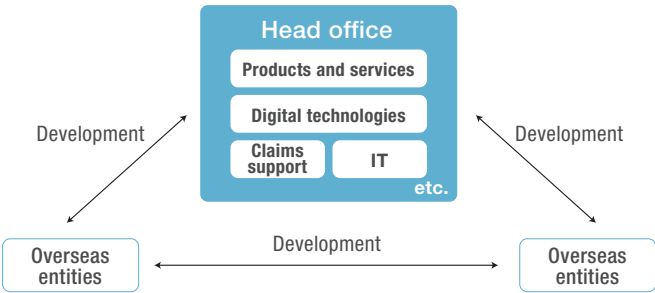 Head office
Products and services
Digital technologies
Claims
support
IT
etc.
Development
Development
Overseas
entities
Development
Overseas
entities